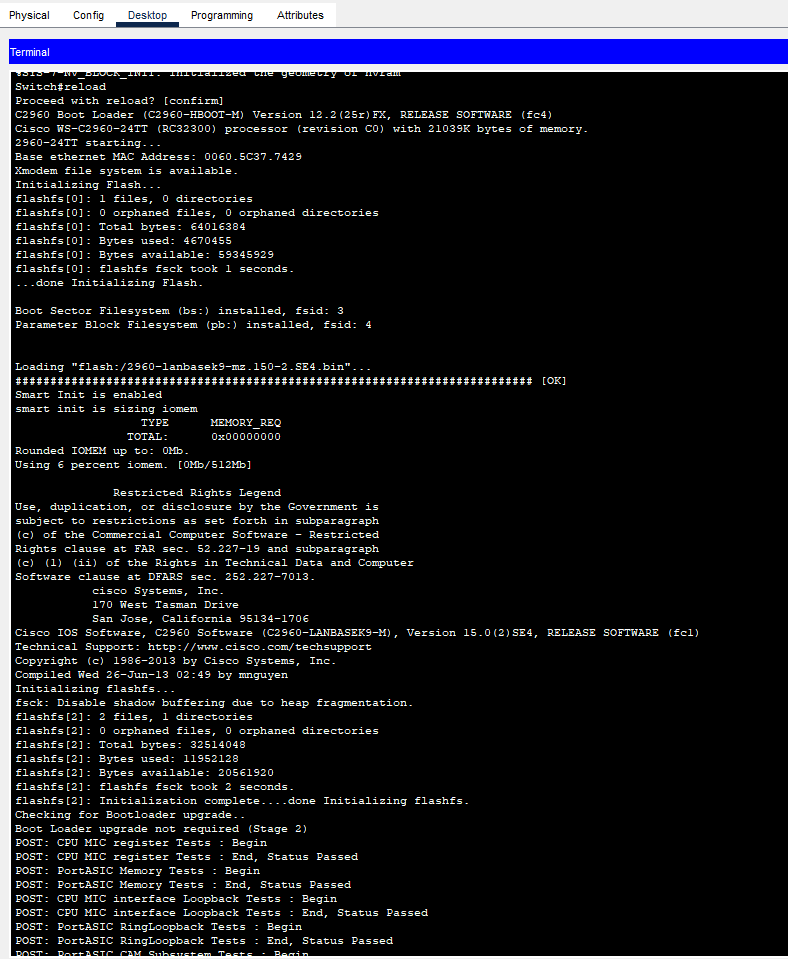 Physical Config Desktop Programming Attributes
Terminal
%SYS-7-NV_BLOCK_INIT: Initialized the geometry of nvram
Switch#reload
Proceed with reload? [confirm]
C2960 Boot Loader (C2960-HBOOT-M) Version 12.2(25r)FX, RELEASE SOFTWARE (fc4)
Cisco WS-C2960-24TT (RC32300) processor (revision C0) with 21039K bytes of memory.
2960-24TT starting...
Base ethernet MAC Address: 0060.5C37.7429
Xmodem file system is available.
Initializing Flash...
flashfs[0]: 1 files, 0 directories
flashfs[0]: 0 orphaned files, 0 orphaned directories
flashfs[0]: Total bytes: 64016384
flashfs[0]: Bytes used: 4670455
flashfs[0]: Bytes available: 59345929
flashfs[0]: flashfs fsck took 1 seconds.
...done Initializing Flash.
Boot Sector Filesystem (bs:) installed, fsid: 3
Parameter Block Filesystem (pb:) installed, fsid: 4
Loading "flash:/2960-lanbasek9-mz.150-2.SE4.bin"...
########################################################################## [OK]
Smart Init is enabled
smart init is sizing iomem
TYPE MEMORY_REQ
TOTAL: 0x00000000
Rounded IOMEM up to: 0Mb.
Using 6 percent iomem. [0Mb/512Mb]
Restricted Rights Legend
Use, duplication, or disclosure by the Government is
subject to restrictions as set forth in subparagraph
(c) of the Commercial Computer Software - Restricted
Rights clause at FAR sec. 52.227-19 and subparagraph
(c) (1) (ii) of the Rights in Technical Data and Computer
Software clause at DFARS sec. 252.227-7013.
cisco Systems, Inc.
170 West Tasman Drive
San Jose, California 95134-1706
Cisco IOS Software, C2960 Software (C2960-LANBASEK9-M), Version 15.0(2)SE4, RELEASE SOFTWARE (fc1)
Technical Support: http://www.cisco.com/techsupport
Copyright (c) 1986-2013 by Cisco Systems, Inc.
Compiled Wed 26-Jun-13 02:49 by mnguyen
Initializing flashfs...
fsck: Disable shadow buffering due to heap fragmentation.
flashfs[2]: 2 files, 1 directories
flashfs[2]: 0 orphaned files, 0 orphaned directories
flashfs[2]: Total bytes: 32514048
flashfs[2]: Bytes used: 11952128
flashfs[2]: Bytes available: 20561920
flashfs[2]: flashfs fsck took 2 seconds.
flashfs[2]: Initialization complete....done Initializing flashfs.
Checking for Bootloader upgrade..
Boot Loader upgrade not required (Stage 2)
POST: CPU MIC register Tests : Begin
POST: CPU MIC register Tests : End, Status Passed
POST: PortASIC Memory Tests : Begin
POST: PortASIC Memory Tests : End, Status Passed
POST: CPU MIC interface Loopback Tests : Begin
POST: CPU MIC interface Loopback Tests : End, Status Passed
POST: PortASIC RingLoopback Tests : Begin
POST: PortASIC RingLoopback Tests : End, Status Passed
POST: PortASIC CAM Subsystem Tests : Begin